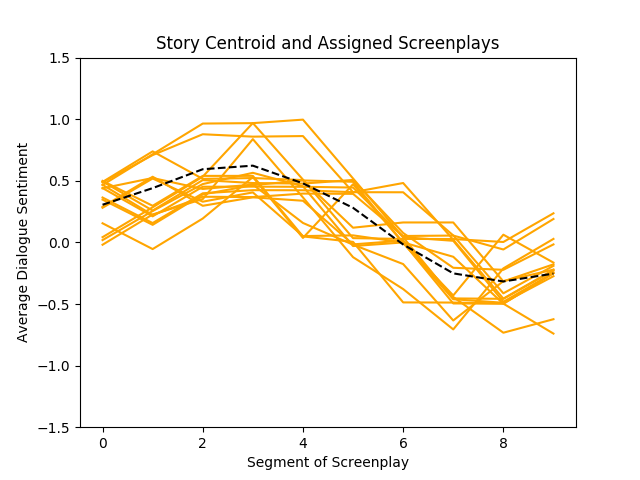 Story Centroid and Assigned Screenplays
1.5
1.0
0.5
0.0
−0.5
−1.0
−1.5
Average Dialogue Sentiment
0 2 4 6 8
Segment of Screenplay